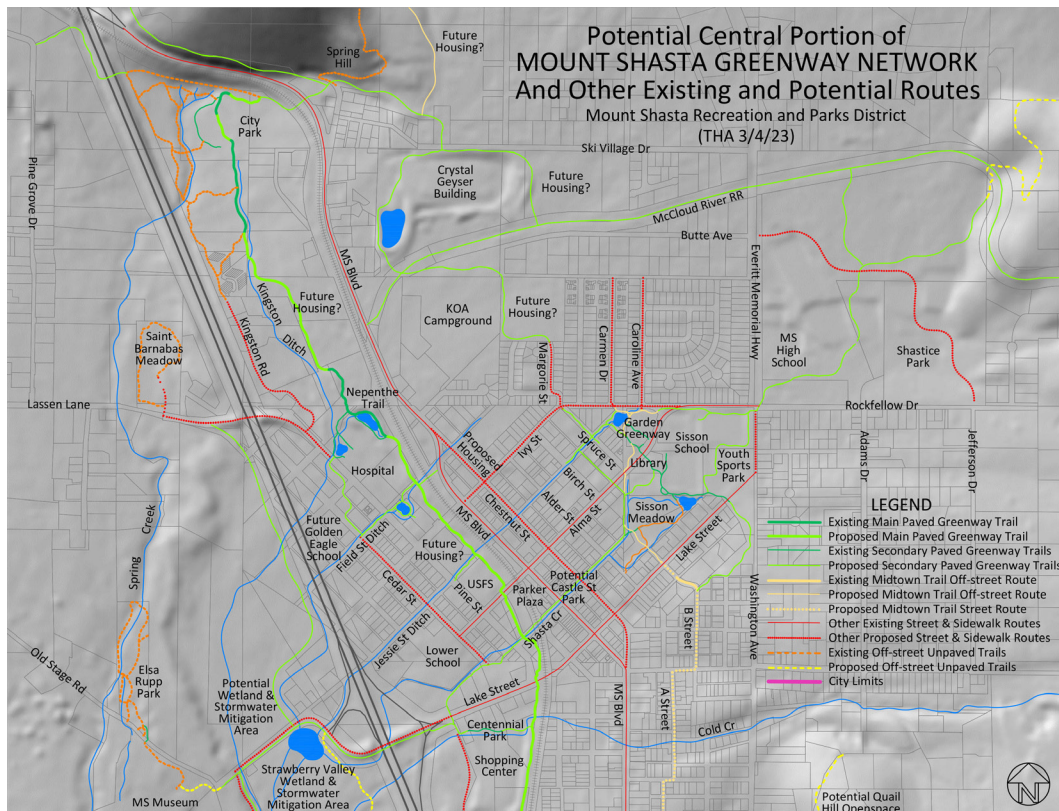 Potential Central Portion of
MOUNT SHASTA GREENWAY NETWORK
And Other Existing and Potential Routes
Mount Shasta Recreation and Parks District
(THA 3/4/23)
Future
Housing?
Spring
Hill
City
Park
Pine Grove Dr
Ski Village Dr
Crystal
Geyser
Building
Future
Housing?
McCloud River RR
Butte Ave
Everitt Memorial Hwy
MS Blvd
Kingston
Ditch
Future
Housing?
Kingston Rd
KOA
Campground
Future
Housing?
Margorie St
Carmen Dr
Caroline Ave
MS
High
School
Shastice
Park
Saint
Barnabas
Meadow
Lassen Lane
Nepenthe
Trail
Rockfellow Dr
Garden
Greenway
Sisson
School
Youth
Sports
Park
Library
Adams Dr
Jefferson Dr
Proposed
Housing
Ivy St
Spruce St
Birch St
Alder St
Alma St
Hospital
Chestnut St
MS Blvd
Sisson
Meadow
Lake Street
Future
Golden
Eagle
School
Field St Ditch
Future
Housing?
Cedar St
USFS
Pine St
Parker
Plaza
Potential
Castle St
Park
Jessie St Ditch
Shasta Cr
Lower
School
Spring
Creek
B Street
Washington Ave
Old Stage Rd
Elsa
Rupp
Park
Potential
Wetland &
Stormwater
Mitigation
Area
Lake Street
Centennial
Park
MS Blvd
A Street
Cold Cr
Shopping
Center
MS Museum
Strawberry Valley
Wetland &
Stormwater
Mitigation Area
Potential Quail
Hill Openspace
LEGEND
Existing Main Paved Greenway Trail
Proposed Main Paved Greenway Trail
Existing Secondary Paved Greenway Trails
Proposed Secondary Paved Greenway Trails
Existing Midtown Trail Off-street Route
Proposed Midtown Trail Off-street Route
Proposed Midtown Trail Street Route
Other Existing Street & Sidewalk Routes
Other Proposed Street & Sidewalk Routes
Existing Off-street Unpaved Trails
Proposed Off-street Unpaved Trails
City Limits
N